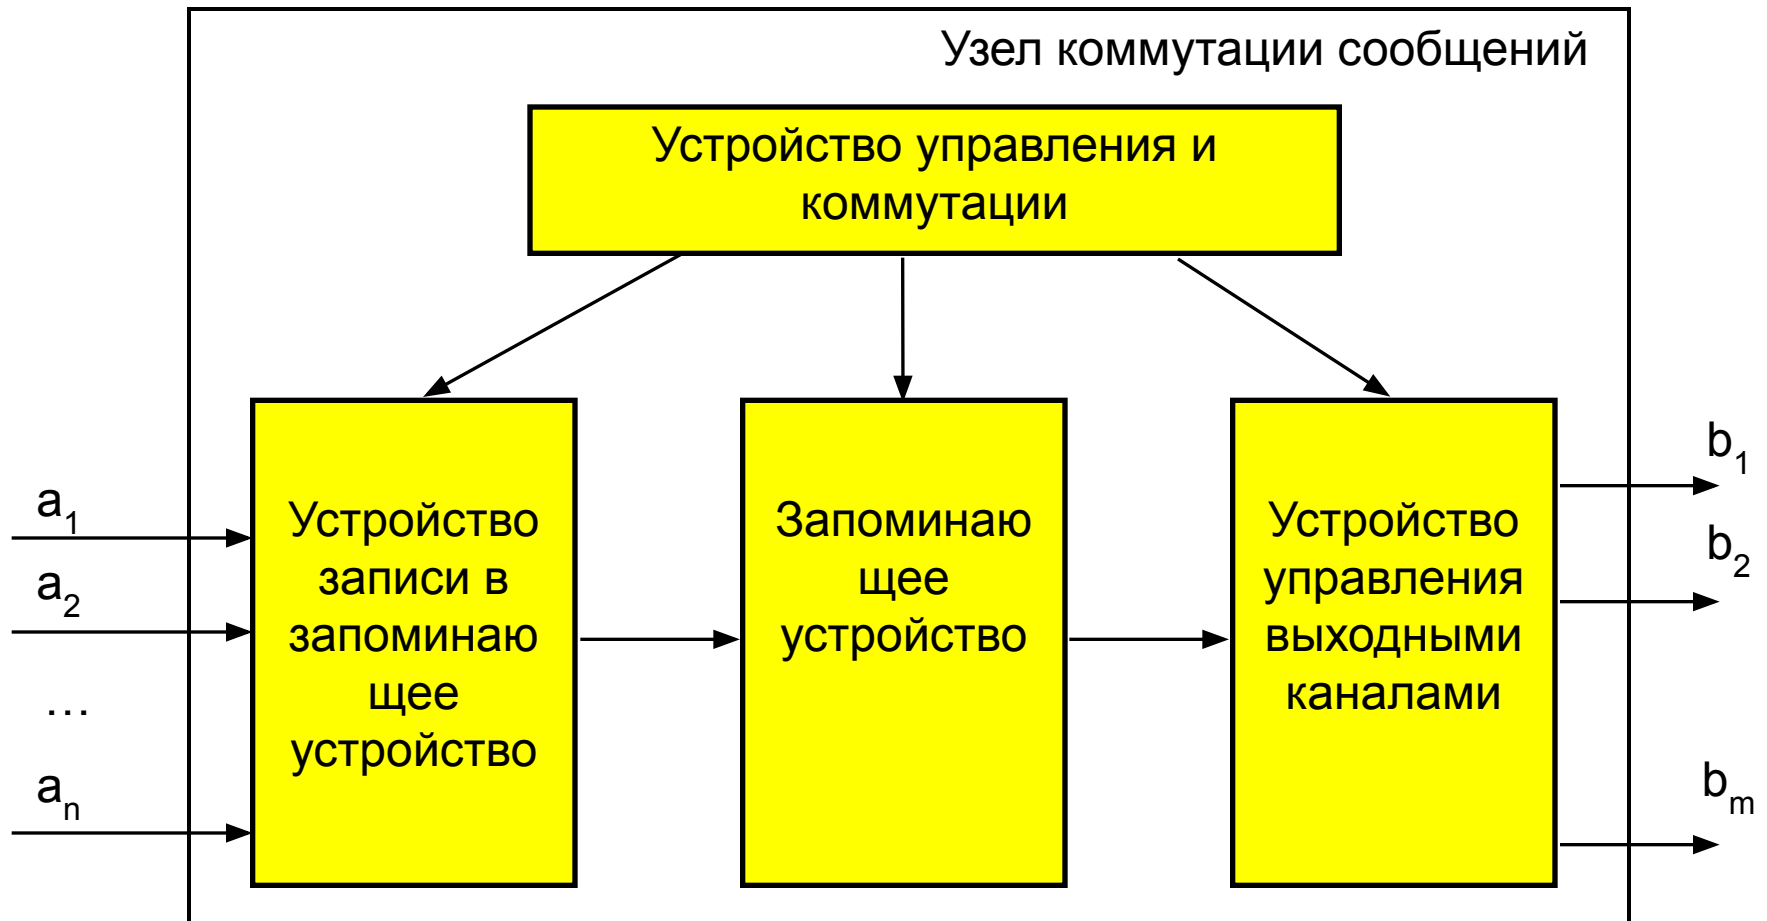 Узел коммутации сообщений
Устройство управления и
коммутации
a1
a2
…
an
Устройство
записи в
запоминаю
щее
устройство
Запоминаю
щее
устройство
Устройство
управления
выходными
каналами
b1
b2
bm